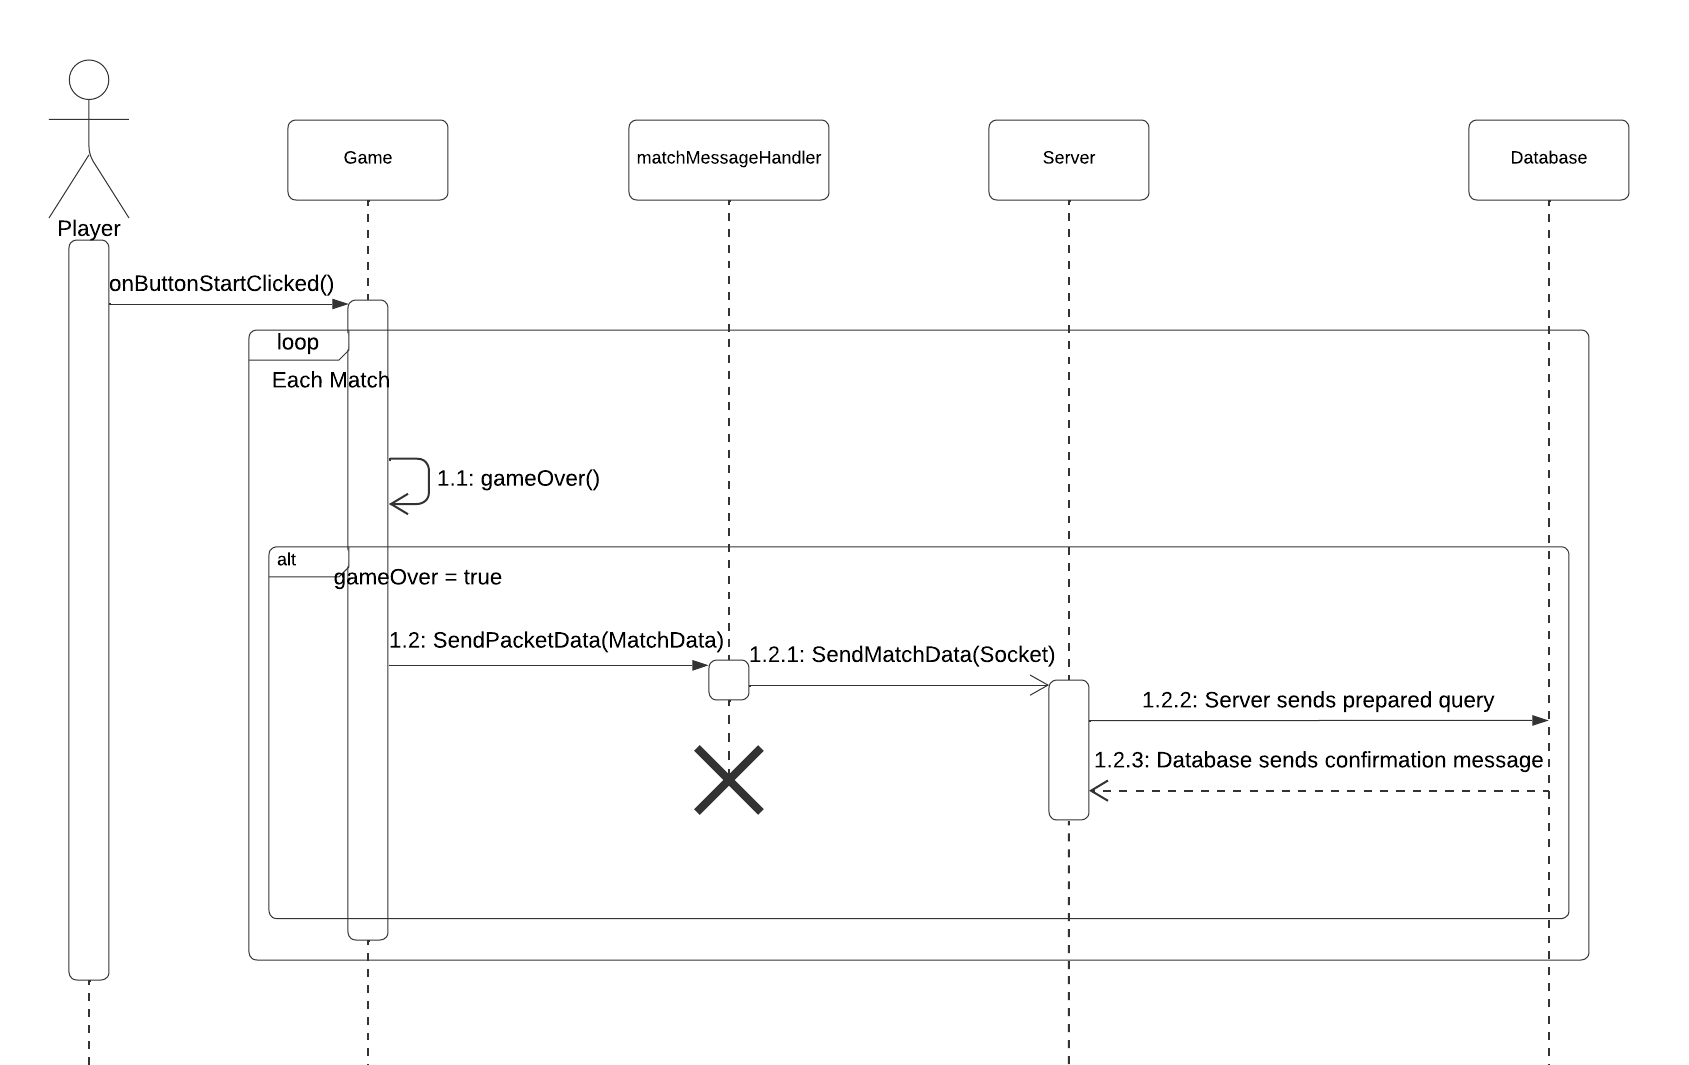 Game
matchMessageHandler
Server
Database
Player
onButtonStartClicked()
loop
Each Match
1.1: gameOver()
alt
gameOver = true
1.2: SendPacketData(MatchData)
1.2.1: SendMatchData(Socket)
1.2.2: Server sends prepared query
1.2.3: Database sends confirmation message